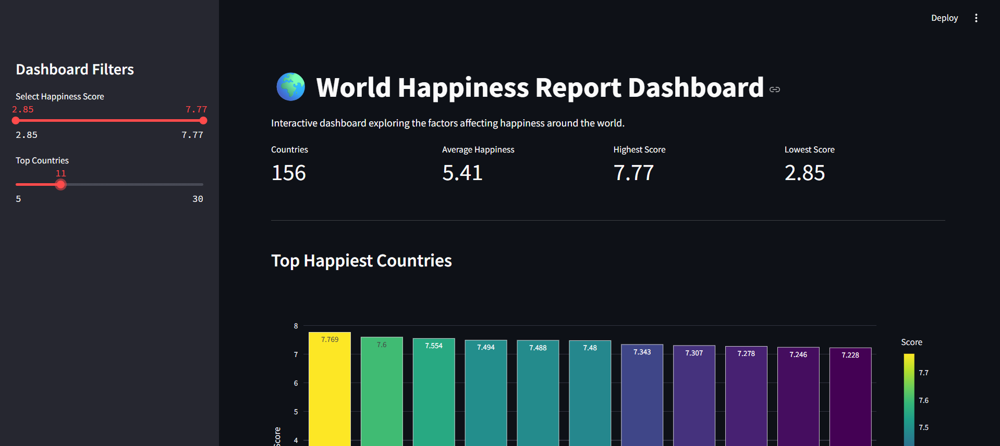 Deploy
Dashboard Filters
Select Happiness Score
2.85 7.77
2.85 7.77
Top Countries
11
5 30
World Happiness Report Dashboard
Interactive dashboard exploring the factors affecting happiness around the world.
Countries Average Happiness Highest Score Lowest Score
156 5.41 7.77 2.85
Top Happiest Countries
8
7.769 7.6 7.554 7.494 7.488 7.48 7.343 7.307 7.278 7.246 7.228
7
6
5
4
Score
Score
7.7
7.6
7.5